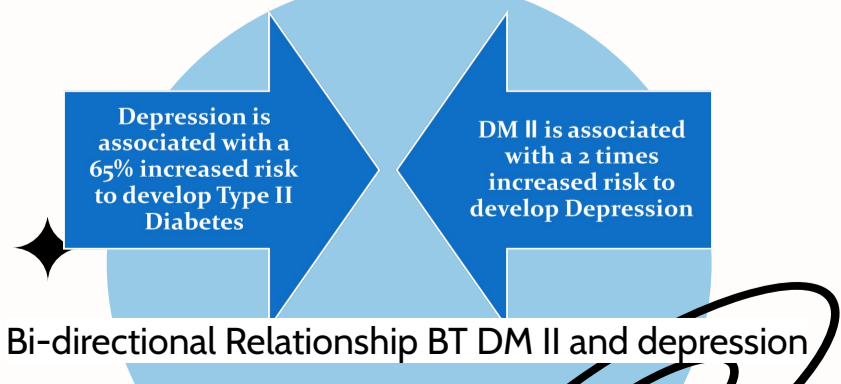 Depression is
associated with a
65% increased risk
to develop Type II
Diabetes
DM II is associated
with a 2 times
increased risk to
develop Depression
Bi-directional Relationship BT DM II and depression